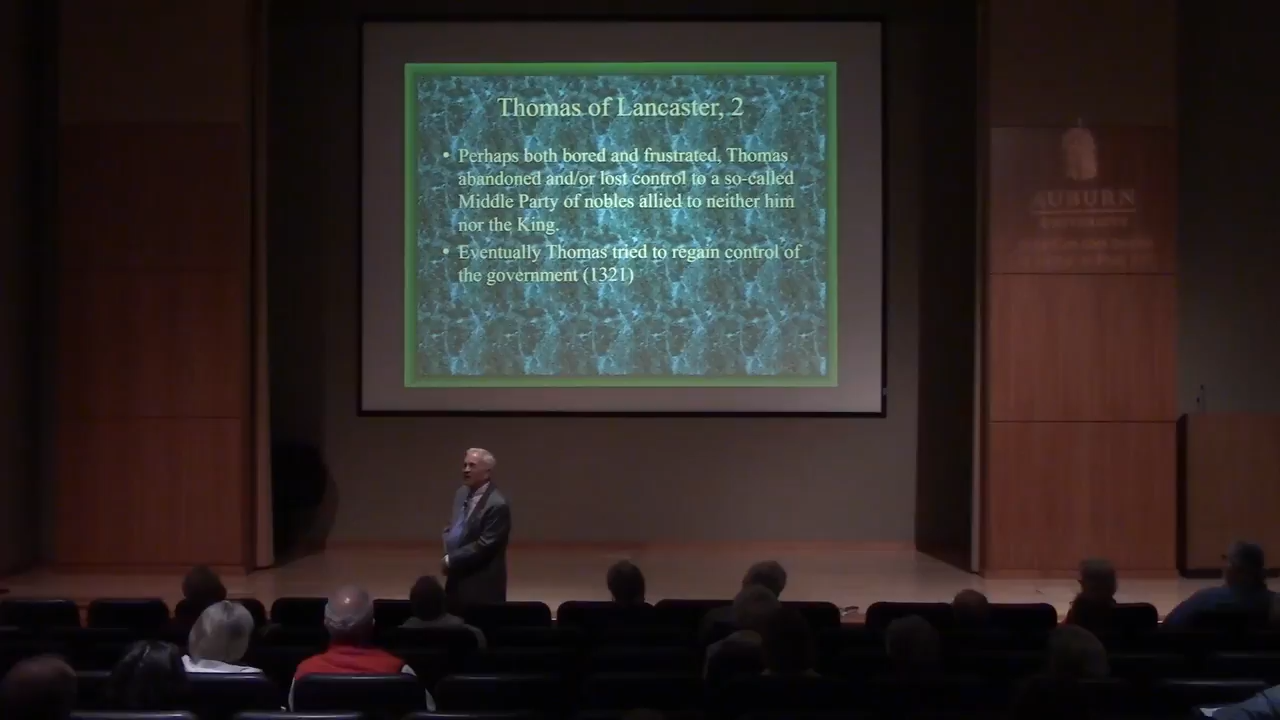 Thomas of Lancaster, 2
• Perhaps both bored and frustrated, Thomas
abandoned and/or lost control to a so-called
Middle Party of nobles allied to neither him
nor the King.
• Eventually Thomas tried to regain control of
the government (1321)
AUBURN
UNIVERSITY